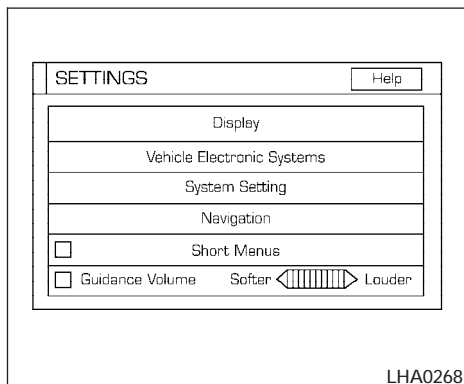 SETTINGS Help
Display
Vehicle Electronic Systems
System Setting
Navigation
Short Menus
Guidance Volume Softer Louder
LHA0268